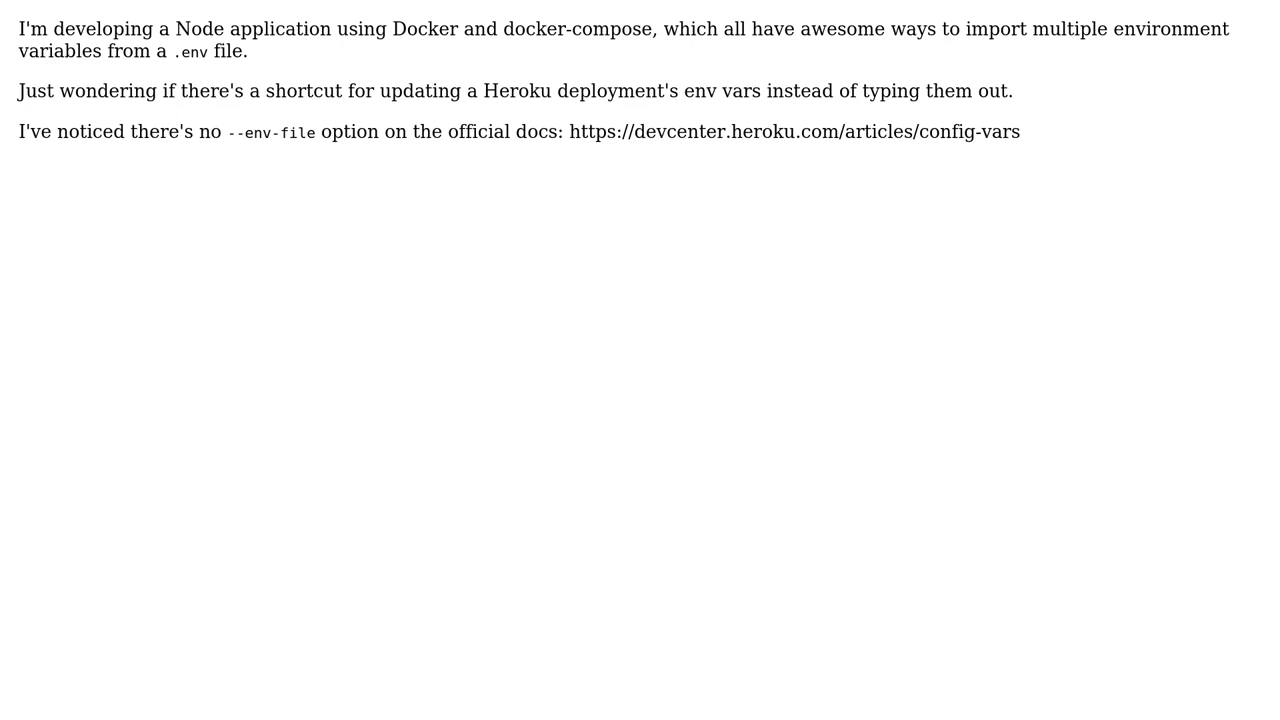 I'm developing a Node application using Docker and docker-compose, which all have awesome ways to import multiple environment
variables from a .env file.
Just wondering if there's a shortcut for updating a Heroku deployment's env vars instead of typing them out.
I've noticed there's no --env-file option on the official docs: https://devcenter.heroku.com/articles/config-vars